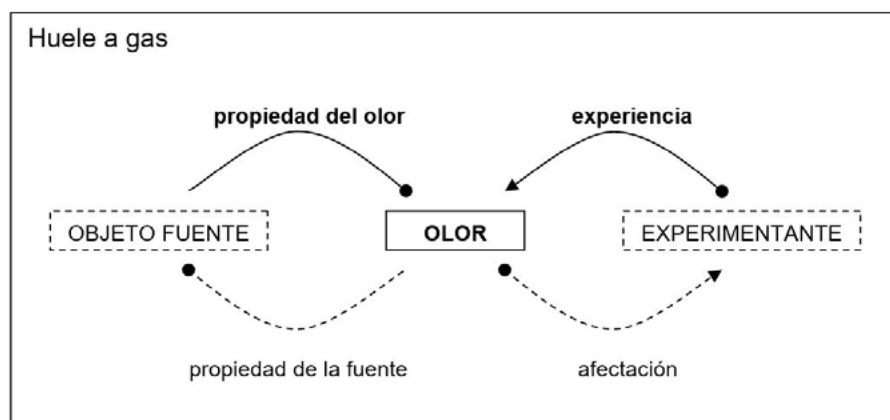 Huele a gas
propiedad del olor experiencia
OBJETO FUENTE OLOR EXPERIMENTANTE
propiedad de la fuente afectación